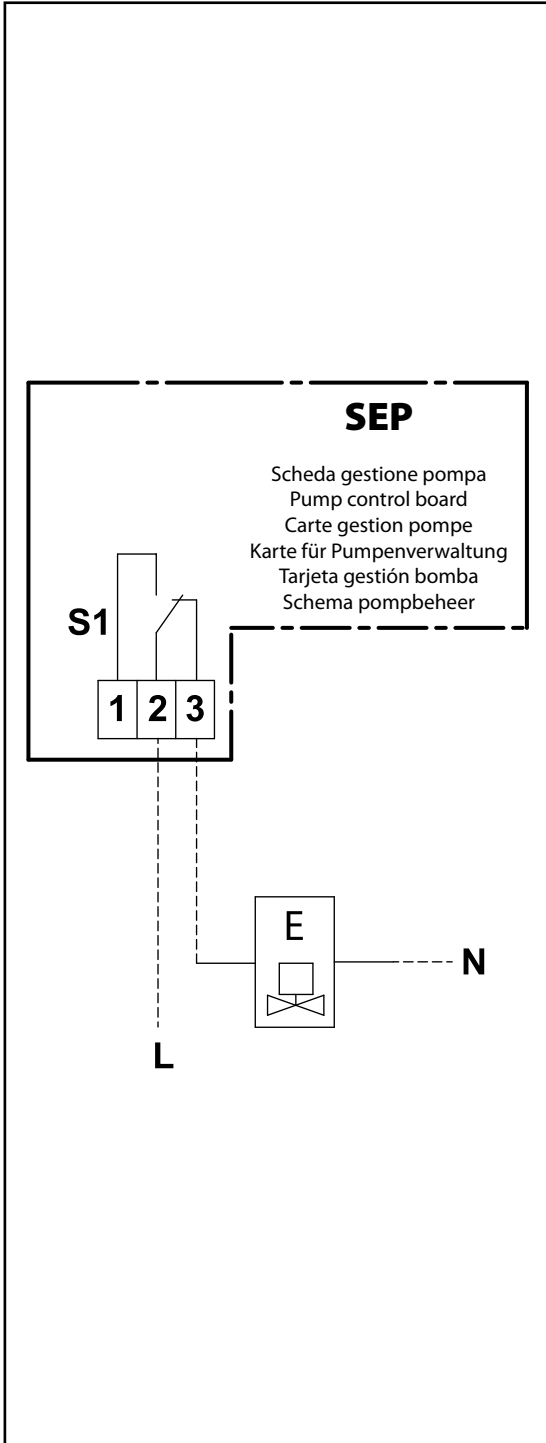 SEP
Scheda gestione pompa
Pump control board
Carte gestion pompe
Karte für Pumpenverwaltung
Tarjeta gestión bomba
Schema pompbeheer
S1
1 2 3
E
N
L